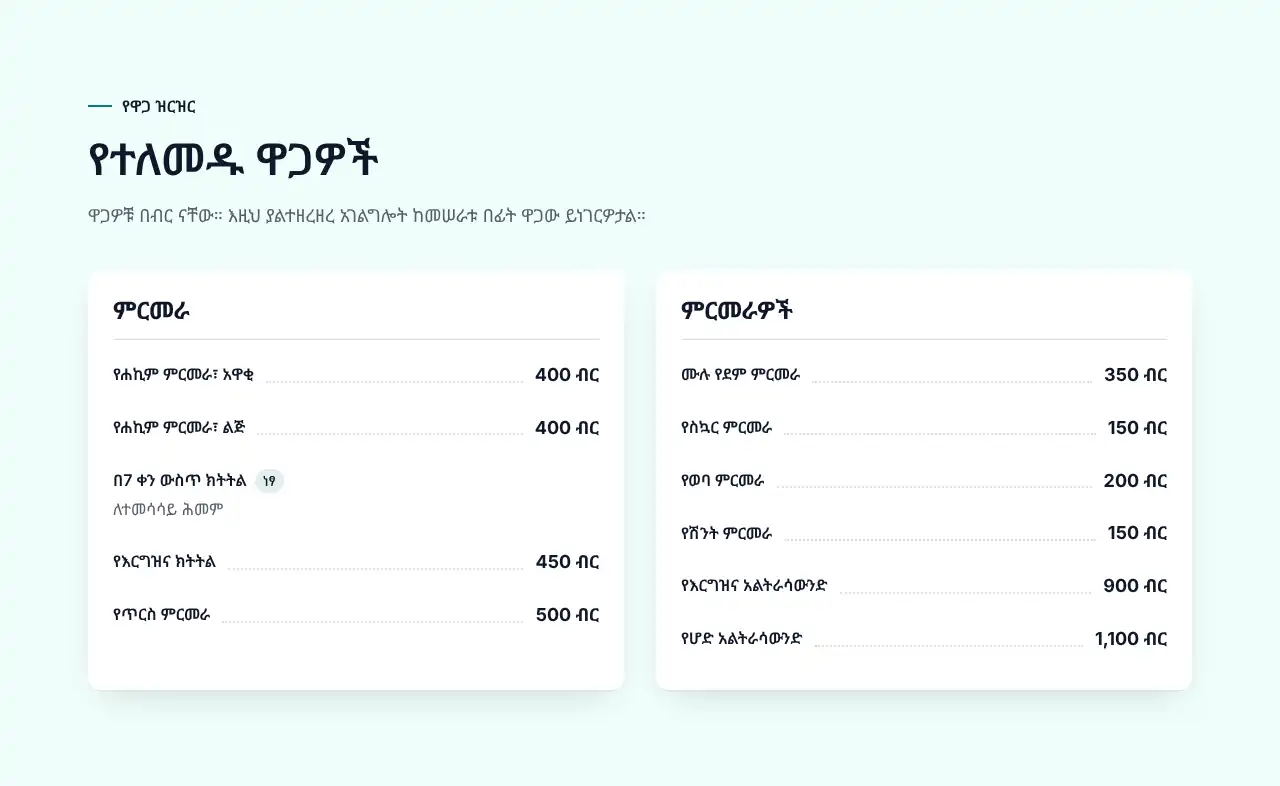 የዋጋ ዝርዝር
የተለመዱ ዋጋዎች
ዋጋዎቹ በብር ናቸው። እዚህ ያልተዘረዘረ አገልግሎት ከመሠራቱ በፊት ዋጋው ይነገርዎታል።
ምርመራ
የሐኪም ምርመራ፣ አዋቂ 400 ብር
የሐኪም ምርመራ፣ ልጅ 400 ብር
በ7 ቀን ውስጥ ክትትል ነፃ
ለተመሳሳይ ሕመም
የእርግዝና ክትትል 450 ብር
የጥርስ ምርመራ 500 ብር
ምርመራዎች
ሙሉ የደም ምርመራ 350 ብር
የስኳር ምርመራ 150 ብር
የወባ ምርመራ 200 ብር
የሽንት ምርመራ 150 ብር
የእርግዝና አልትራሳውንድ 900 ብር
የሆድ አልትራሳውንድ 1,100 ብር